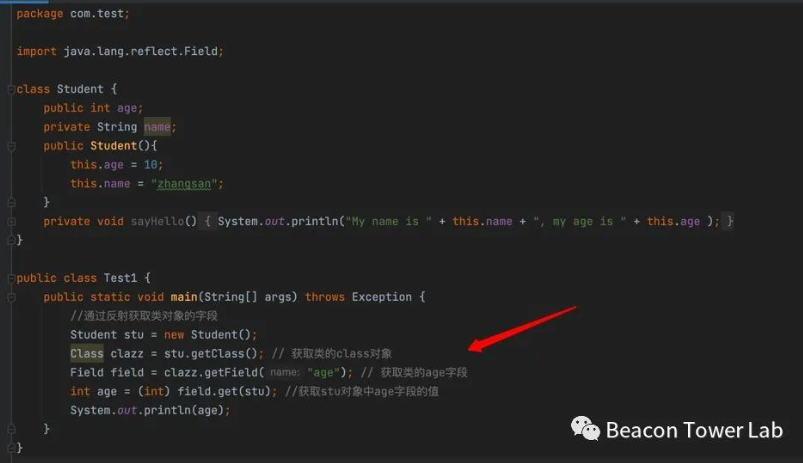 package com.test;
import java.lang.reflect.Field;
class Student {
public int age;
private String name;
public Student(){
this.age = 10;
this.name = "zhangsan";
}
private void sayHello() { System.out.println("My name is " + this.name + ", my age is " + this.age ); }
}
public class Test1 {
public static void main(String[] args) throws Exception {
//通过反射获取类对象的字段
Student stu = new Student();
Class clazz = stu.getClass(); // 获取类的class对象
Field field = clazz.getField( name: "age"); // 获取类的age字段
int age = (int) field.get(stu); //获取stu对象中age字段的值
System.out.println(age);
}
}
Beacon Tower Lab